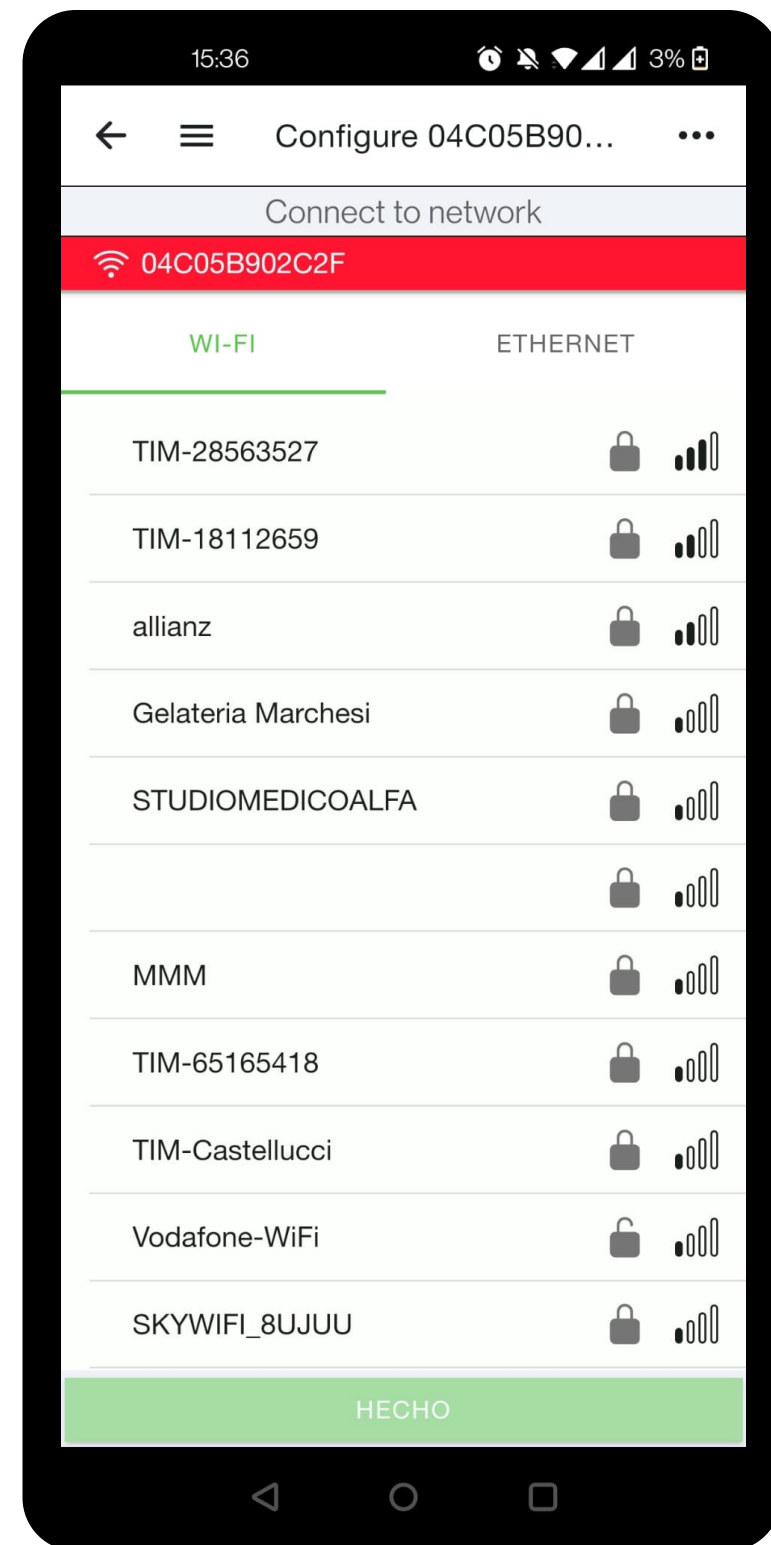 15:36 3%
Configure 04C05B90...
Connect to network
04C05B902C2F
WI-FI ETHERNET
TIM-28563527
TIM-18112659
allianz
Gelateria Marchesi
STUDIOMEDICOALFA
MMM
TIM-65165418
TIM-Castellucci
Vodafone-WiFi
SKYWIFI_8UJUU
HECHO